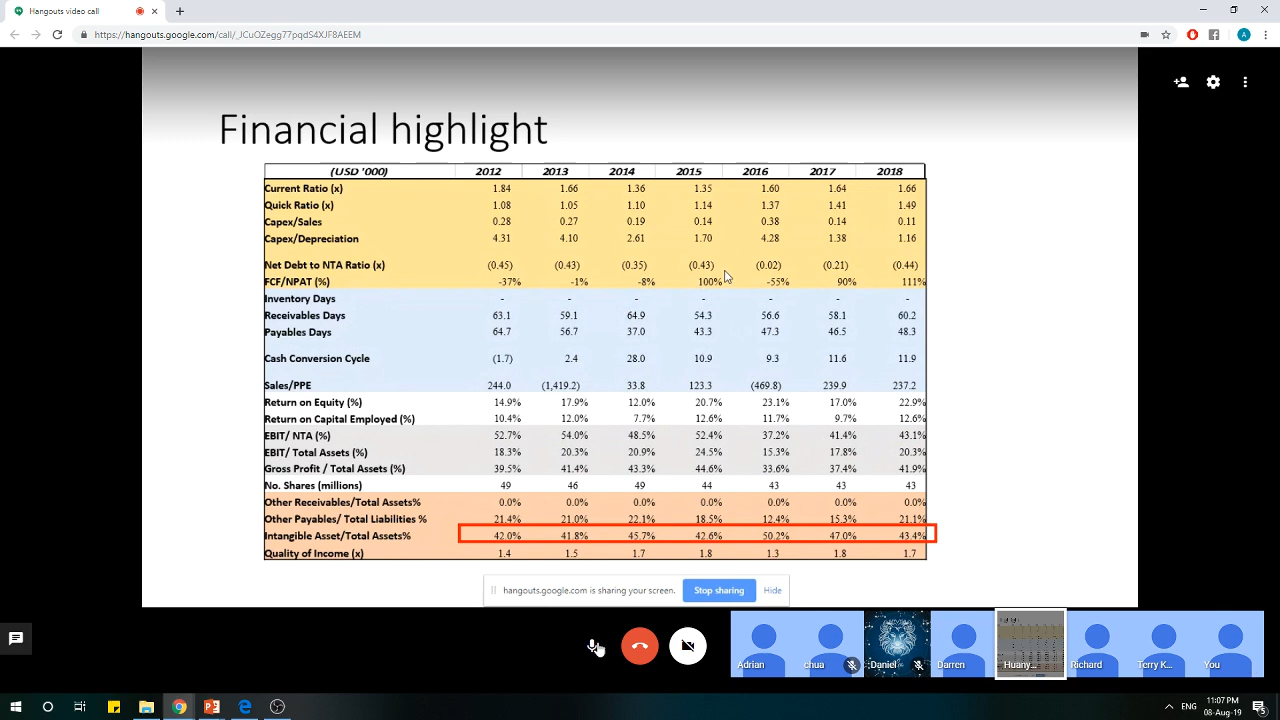 Hangouts video call
https://hangouts.google.com/call/_JCuOZegg77pqdS4XJF8AEEM
A
Financial highlight
(USD '000) 2012 2013 2014 2015 2016 2017 2018
Current Ratio (x) 1.84 1.66 1.36 1.35 1.60 1.64 1.66
Quick Ratio (x) 1.08 1.05 1.10 1.14 1.37 1.41 1.49
Capex/Sales 0.28 0.27 0.19 0.14 0.38 0.14 0.11
Capex/Depreciation 4.31 4.10 2.61 1.70 4.28 1.38 1.16
Net Debt to NTA Ratio (x) (0.45) (0.43) (0.35) (0.43) (0.02) (0.21) (0.44)
FCF/NPAT (%) -37% -1% -8% 100% -55% 90% 111%
Inventory Days - - - - - - -
Receivables Days 63.1 59.1 64.9 54.3 56.6 58.1 60.2
Payables Days 64.7 56.7 37.0 43.3 47.3 46.5 48.3
Cash Conversion Cycle (1.7) 2.4 28.0 10.9 9.3 11.6 11.9
Sales/PPE 244.0 (1,419.2) 33.8 123.3 (469.8) 239.9 237.2
Return on Equity (%) 14.9% 17.9% 12.0% 20.7% 23.1% 17.0% 22.9%
Return on Capital Employed (%) 10.4% 12.0% 7.7% 12.6% 11.7% 9.7% 12.6%
EBIT/ NTA (%) 52.7% 54.0% 48.5% 52.4% 37.2% 41.4% 43.1%
EBIT/ Total Assets (%) 18.3% 20.3% 20.9% 24.5% 15.3% 17.8% 20.3%
Gross Profit / Total Assets (%) 39.5% 41.4% 43.3% 44.6% 33.6% 37.4% 41.9%
No. Shares (millions) 49 46 49 44 43 43 43
Other Receivables/Total Assets% 0.0% 0.0% 0.0% 0.0% 0.0% 0.0% 0.0%
Other Payables/ Total Liabilities % 21.4% 21.0% 22.1% 18.5% 12.4% 15.3% 21.1%
Intangible Asset/Total Assets% 42.0% 41.8% 45.7% 42.6% 50.2% 47.0% 43.4%
Quality of Income (x) 1.4 1.5 1.7 1.8 1.3 1.8 1.7
hangouts.google.com is sharing your screen. Stop sharing Hide
Adrian chua Daniel Darren Huany... Richard Terry K... You
ENG 11:07 PM
08-Aug-19 5